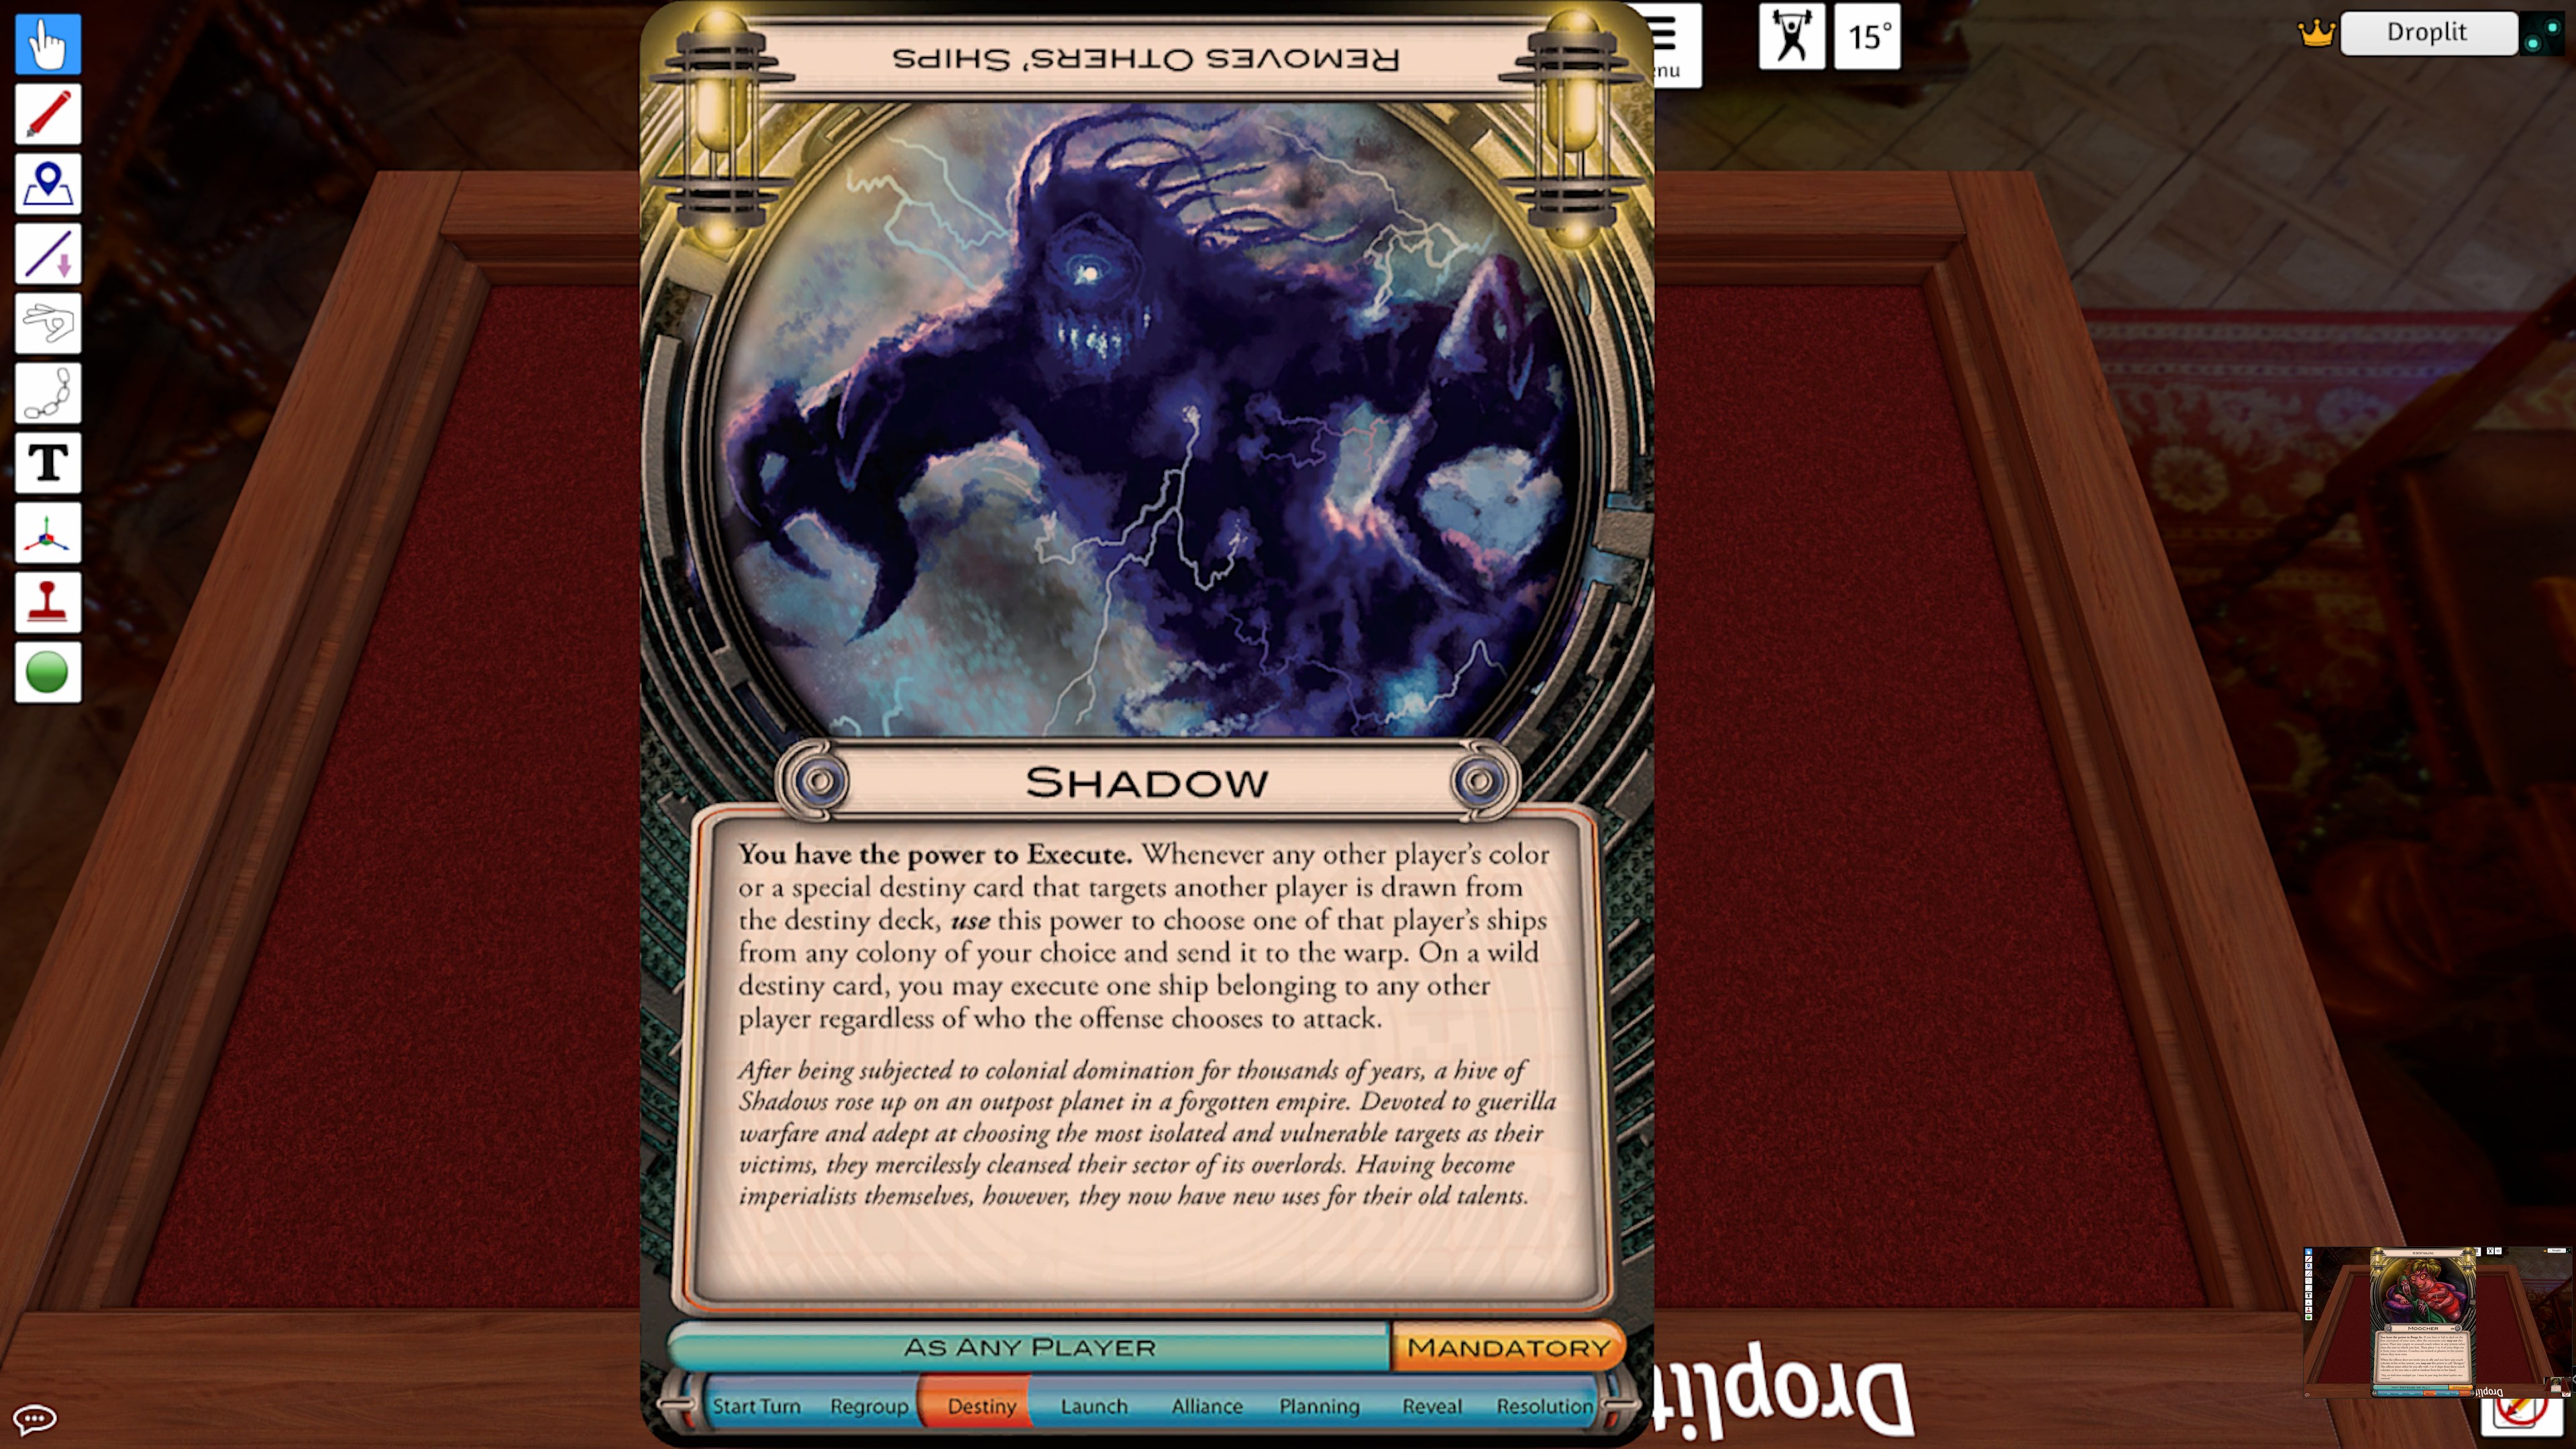 REMOVES OTHERS' SHIPS
nu
15°
Droplit
T
SHADOW
You have the power to Execute. Whenever any other player's color
or a special destiny card that targets another player is drawn from
the destiny deck, use this power to choose one of that player's ships
from any colony of your choice and send it to the warp. On a wild
destiny card, you may execute one ship belonging to any other
player regardless of who the offense chooses to attack.
After being subjected to colonial domination for thousands of years, a hive of
Shadows rose up on an outpost planet in a forgotten empire. Devoted to guerilla
warfare and adept at choosing the most isolated and vulnerable targets as their
victims, they mercilessly cleansed their sector of its overlords. Having become
imperialists themselves, however, they now have new uses for their old talents.
AS ANY PLAYER
MANDATORY
Start Turn Regroup Destiny Launch Alliance Planning Reveal Resolution
Droplit
MOOCHER